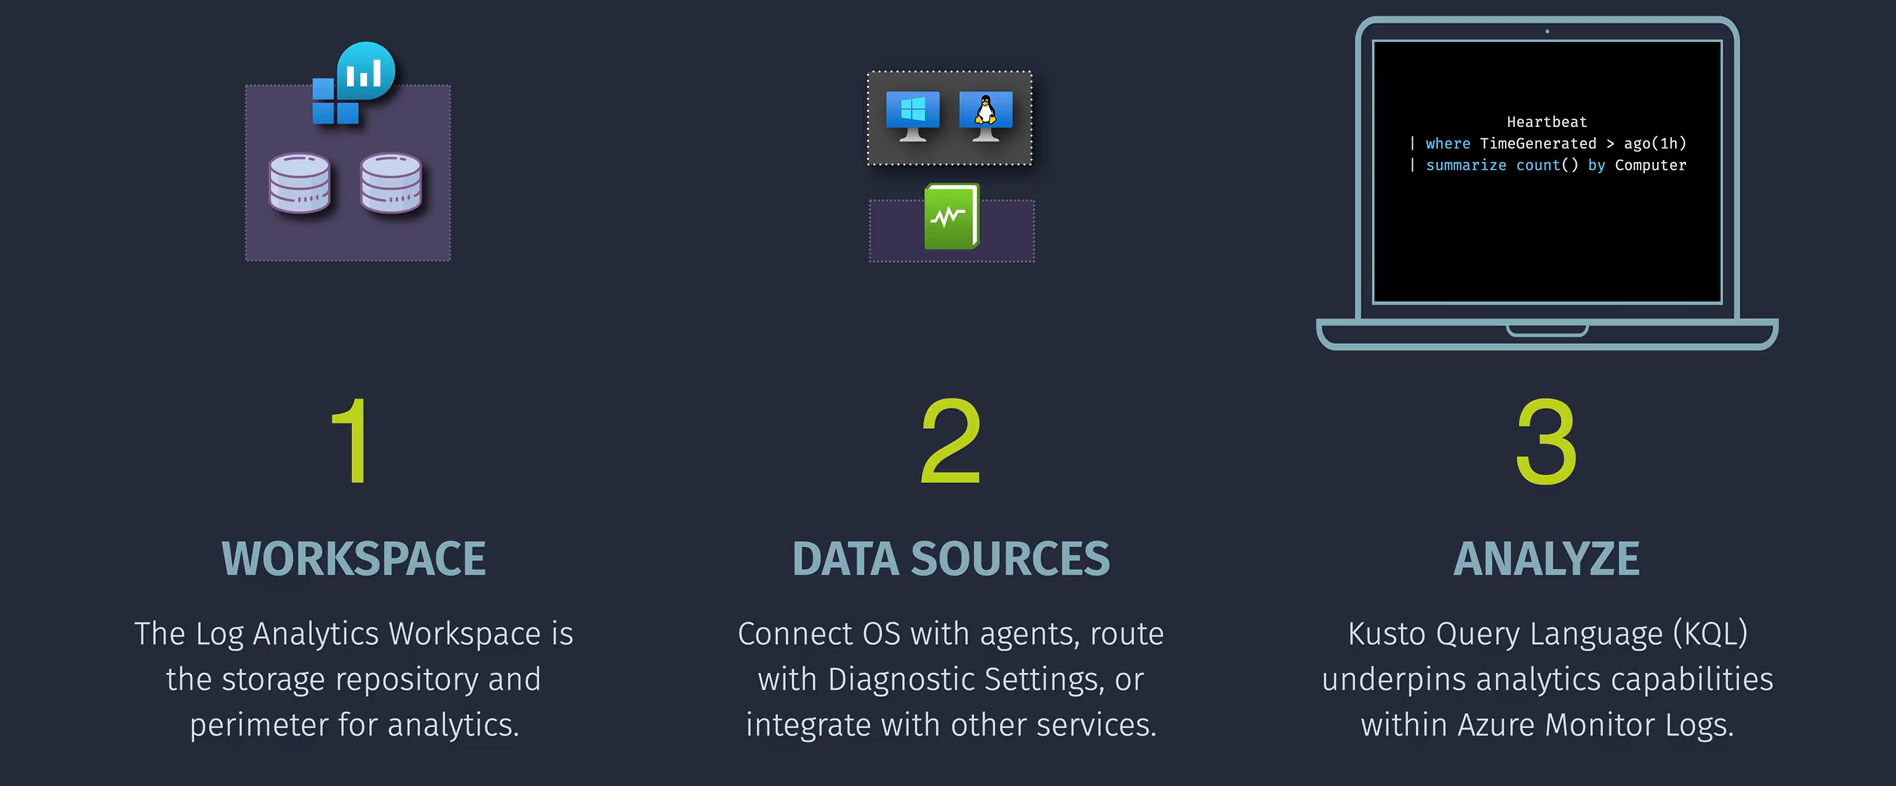 Heartbeat
| where TimeGenerated > ago(1h)
| summarize count() by Computer
1
WORKSPACE
The Log Analytics Workspace is
the storage repository and
perimeter for analytics.
2
DATA SOURCES
Connect OS with agents, route
with Diagnostic Settings, or
integrate with other services.
3
ANALYZE
Kusto Query Language (KQL)
underpins analytics capabilities
within Azure Monitor Logs.